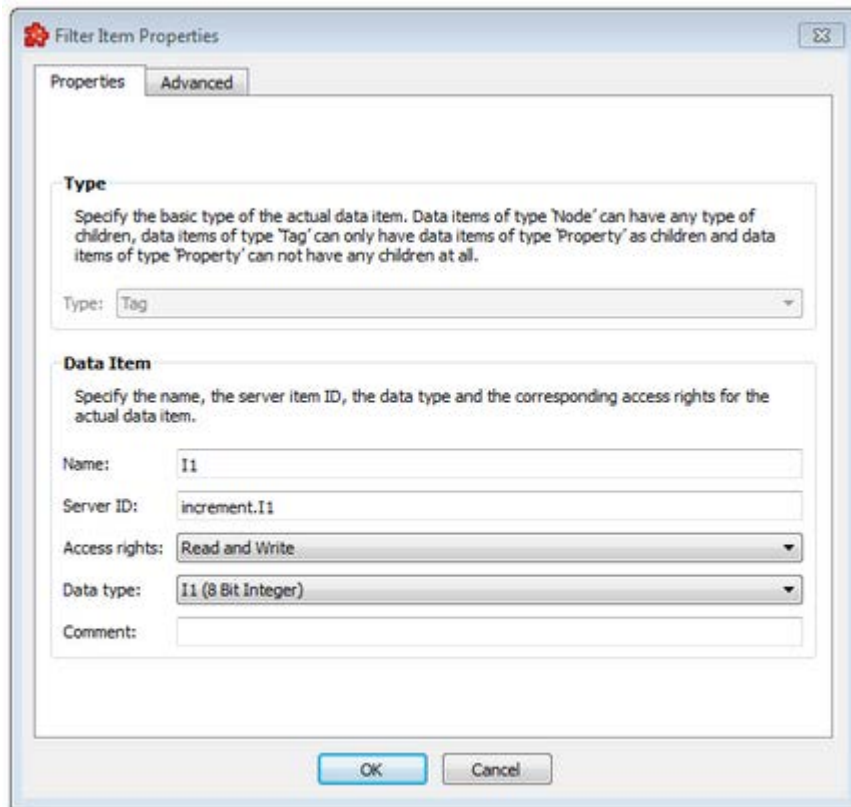 Filter Item Properties
Properties
Advanced
Type
Specify the basic type of the actual data item. Data items of type 'Node' can have any type of
children, data items of type 'Tag' can only have data items of type 'Property' as children and data
items of type 'Property' can not have any children at all.
Type: Tag
Data Item
Specify the name, the server item ID, the data type and the corresponding access rights for the
actual data item.
Name: I1
Server ID: increment.I1
Access rights: Read and Write
Data type: I1 (8 Bit Integer)
Comment:
OK
Cancel